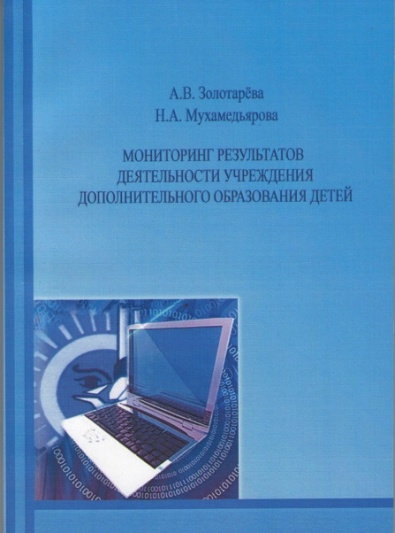 А.В. Золотарёва
Н.А. Мухамедьярова
МОНИТОРИНГ РЕЗУЛЬТАТОВ
ДЕЯТЕЛЬНОСТИ УЧРЕЖДЕНИЯ
ДОПОЛНИТЕЛЬНОГО ОБРАЗОВАНИЯ ДЕТЕЙ